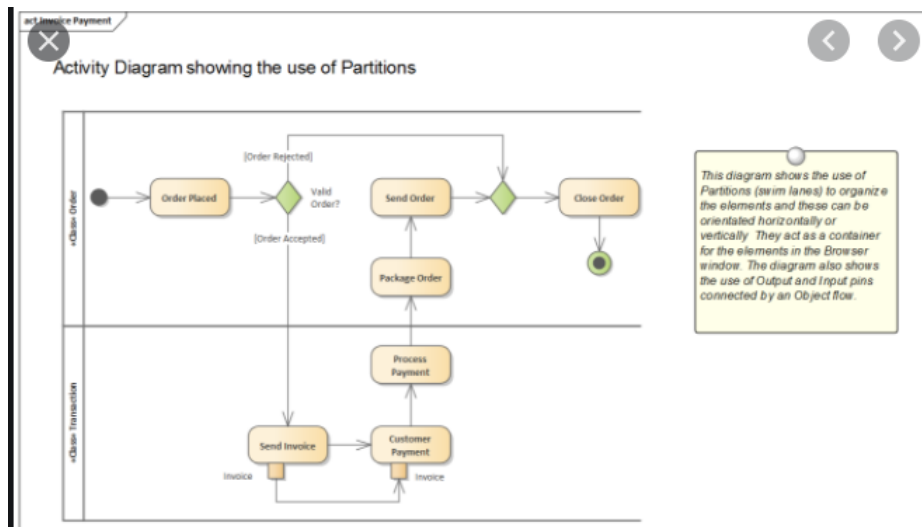 act Invoice Payment
Activity Diagram showing the use of Partitions
«Class» Order
Order Placed
[Order Rejected]
Valid
Order?
[Order Accepted]
Send Order
Close Order
Package Order
«Class» Transaction
Process
Payment
Send Invoice
Customer
Payment
Invoice
Invoice
This diagram shows the use of
Partitions (swim lanes) to organize
the elements and these can be
orientated horizontally or
vertically They act as a container
for the elements in the Browser
window. The diagram also shows
the use of Output and Input pins
connected by an Object flow.